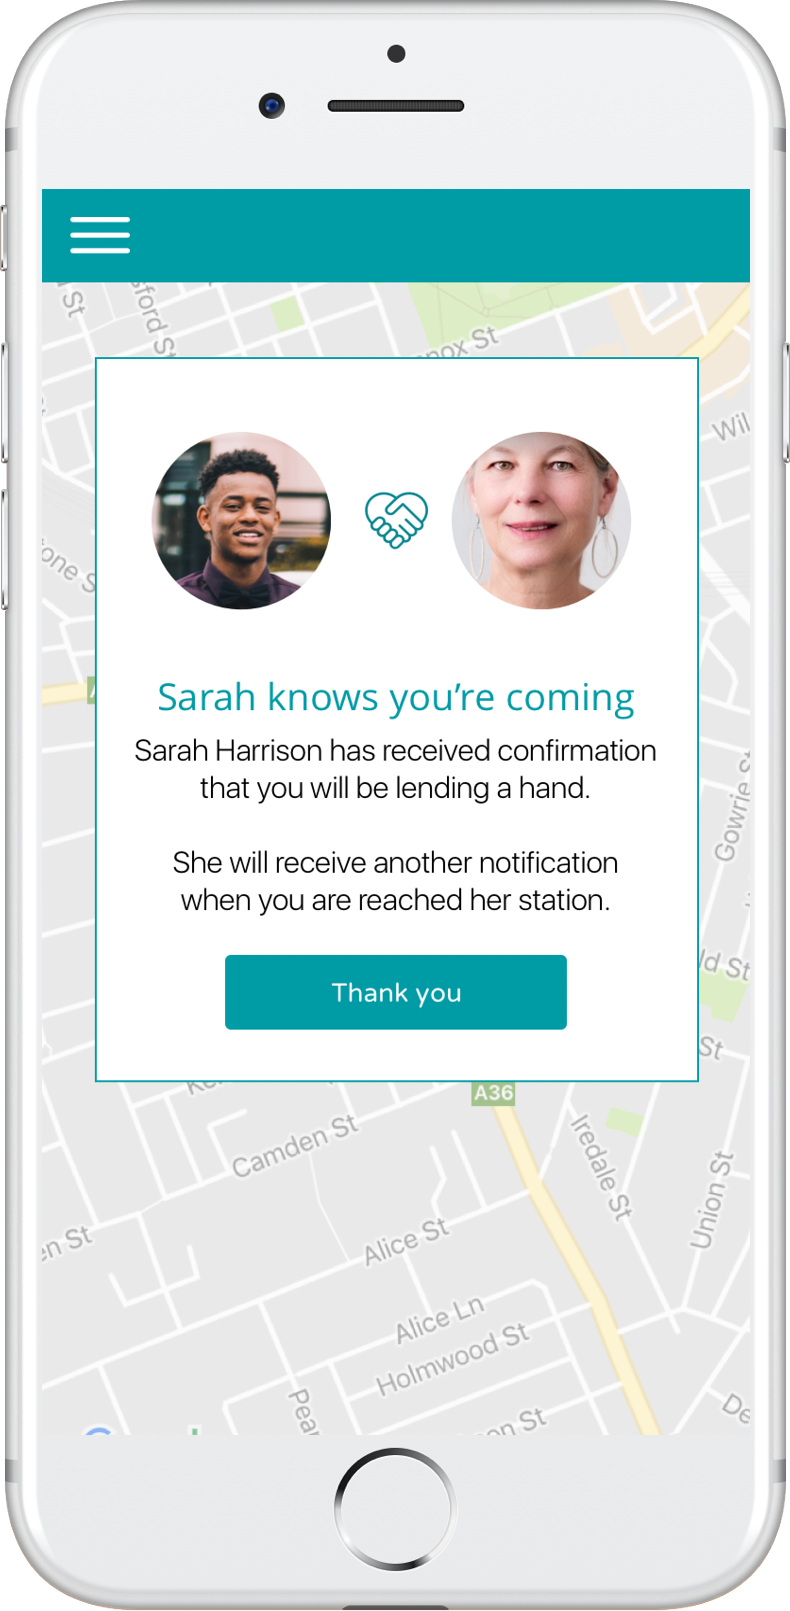 St
sford St
nox St
Wil
Sarah knows you're coming
Sarah Harrison has received confirmation
that you will be lending a hand.
She will receive another notification
when you are reached her station.
Thank you
one S
Gowrie St
ld St
St
A36
Camden St
Iredale St
Union St
en St
Alice St
Alice Ln
Holmwood St
Pear
on St
De